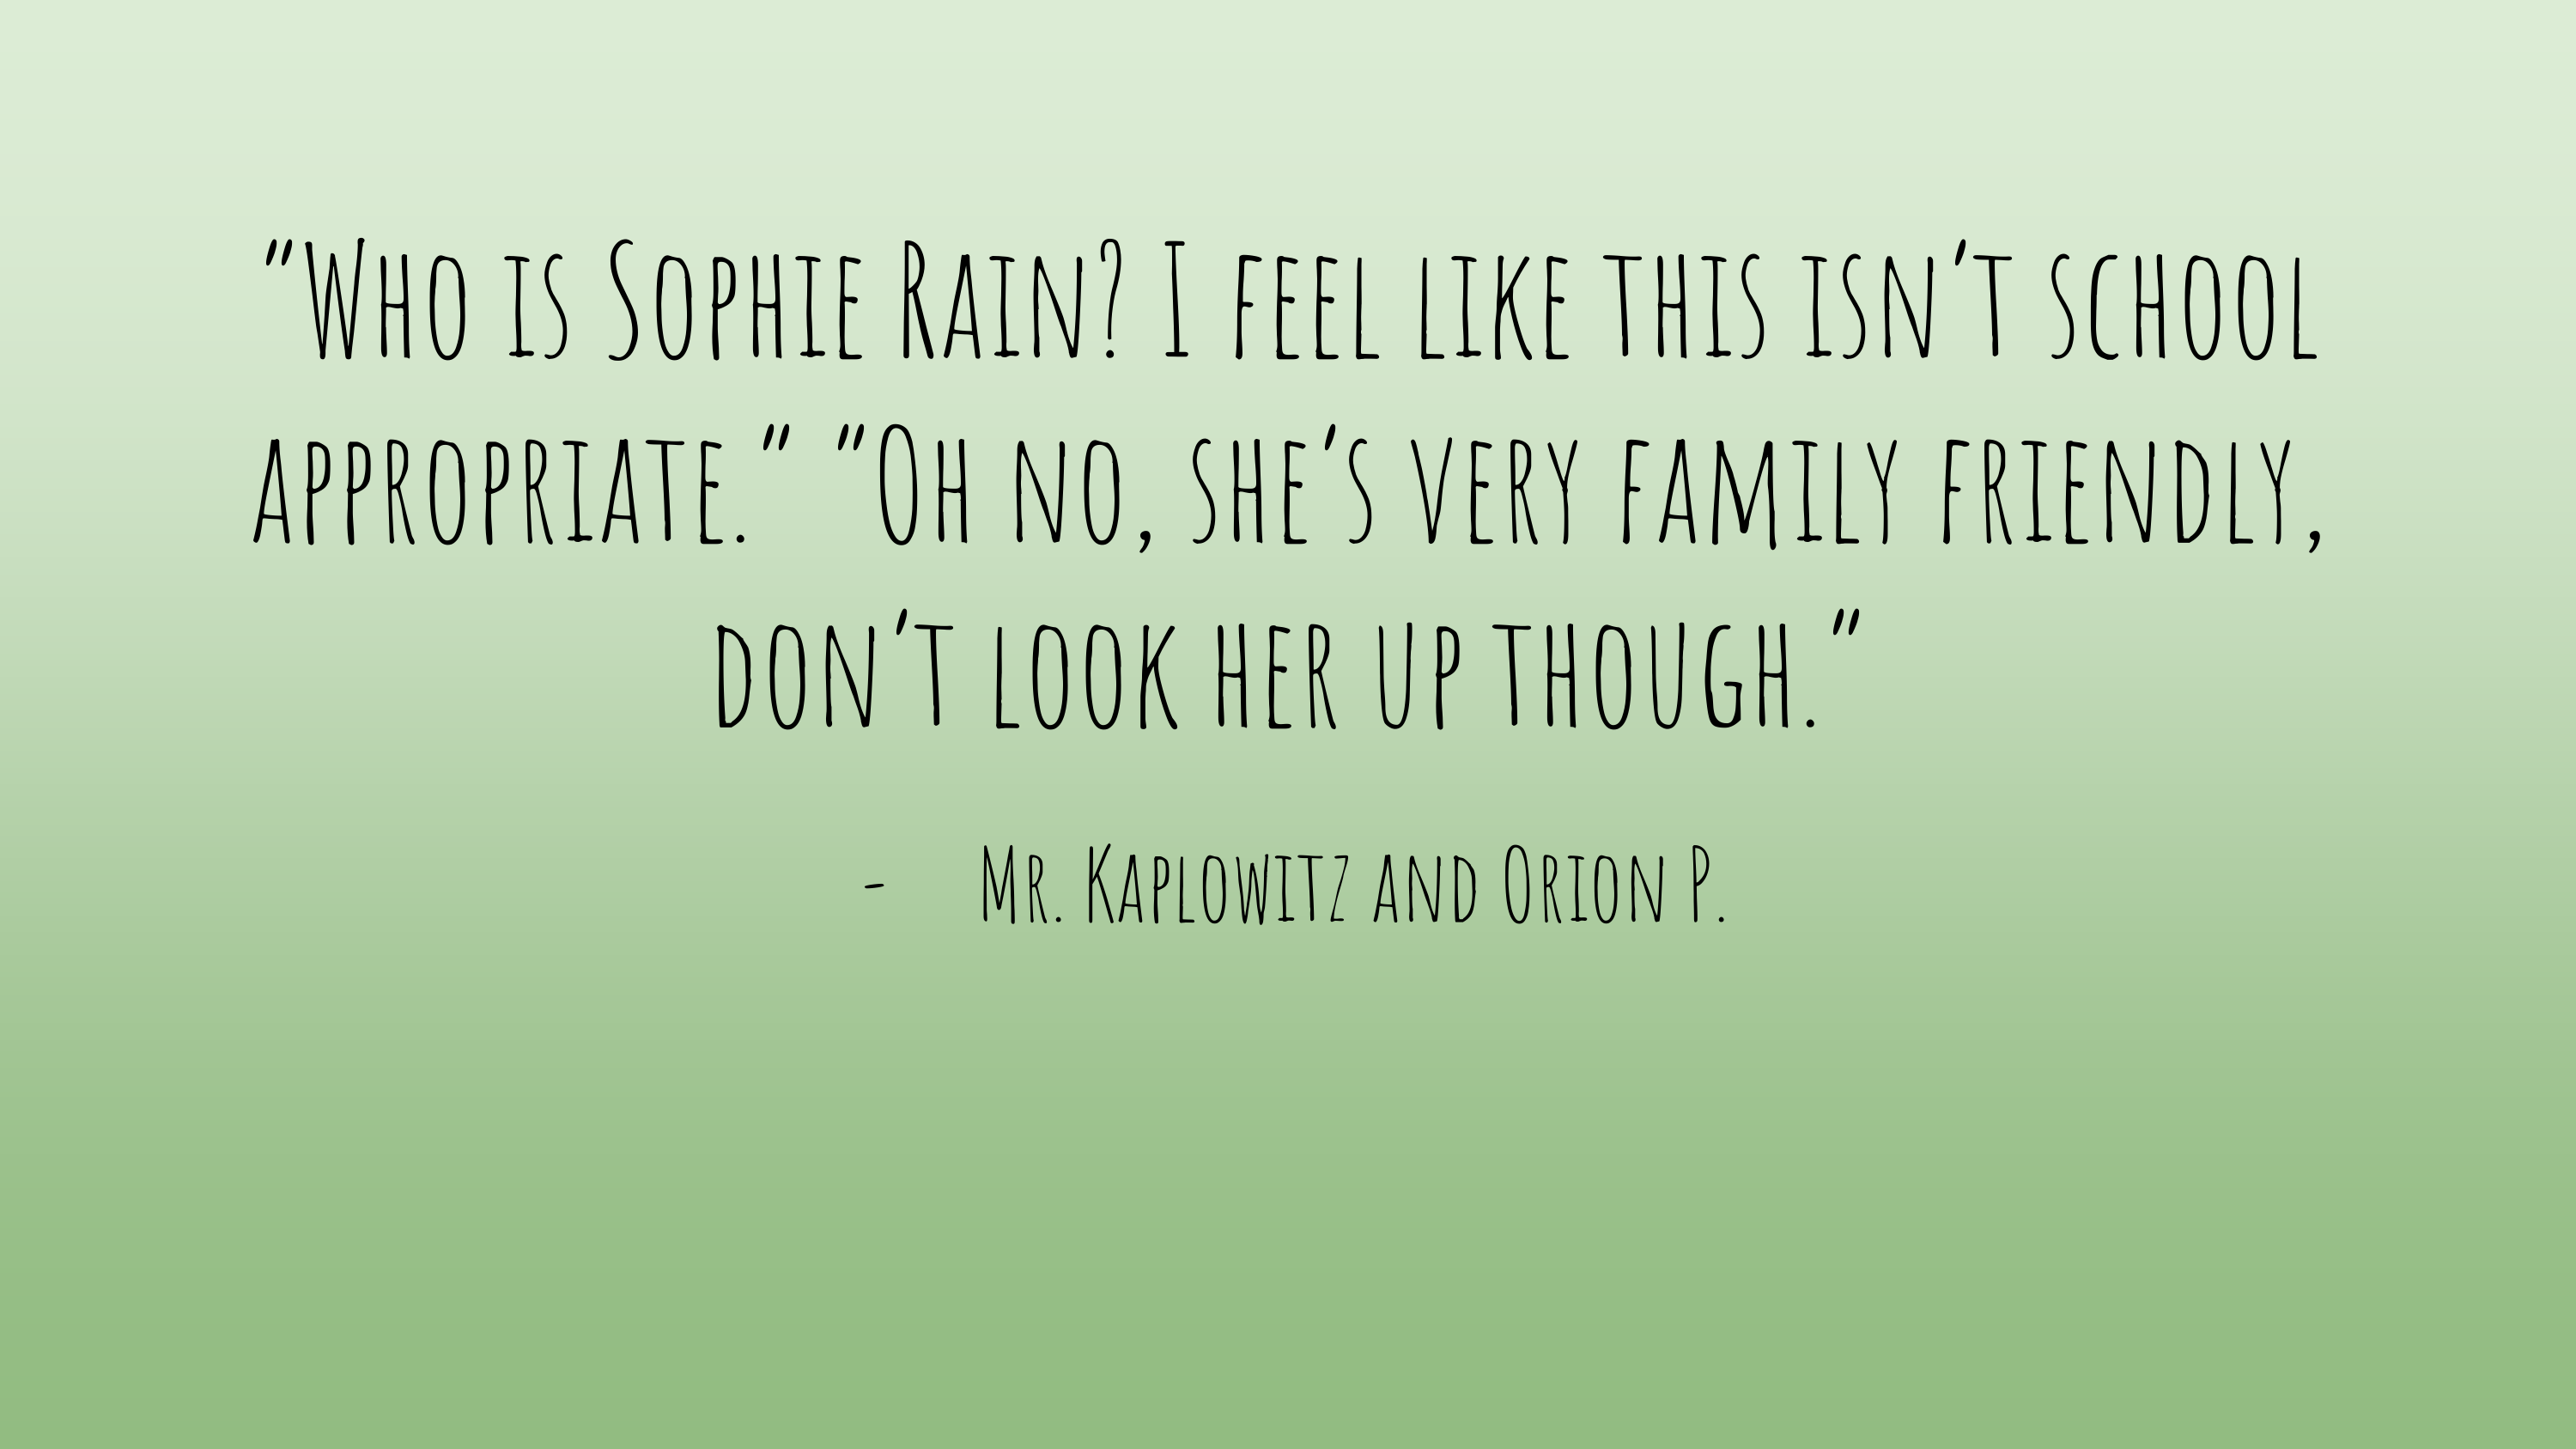 "Who is Sophie Rain? I feel like this isn't school
appropriate." "Oh no, she's very family friendly,
don't look her up though."
- Mr. Kaplowitz and Orion P.